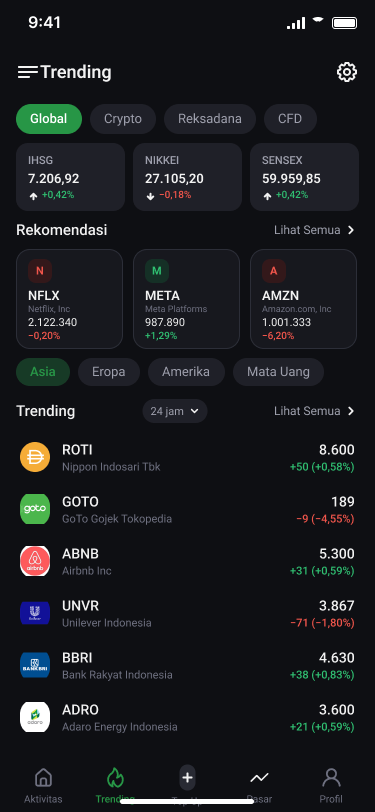 9:41
Trending
Global Crypto Reksadana CFD
IHSG NIKKEI SENSEX
7.206,92 27.105,20 59.959,85
+0,42% −0,18% +0,42%
Rekomendasi Lihat Semua
N M A
NFLX META AMZN
Netflix, Inc Meta Platforms Amazon.com, Inc
2.122.340 987.890 1.001.333
−0,20% +1,29% −6,20%
Asia Eropa Amerika Mata Uang
Trending 24 jam Lihat Semua
ROTI 8.600
Nippon Indosari Tbk +50 (+0,58%)
goto
GOTO 189
GoTo Gojek Tokopedia −9 (−4,55%)
airbnb
ABNB 5.300
Airbnb Inc +31 (+0,59%)
UNVR 3.867
Unilever Indonesia −71 (−1,80%)
BANK BRI
BBRI 4.630
Bank Rakyat Indonesia +38 (+0,83%)
adaro
ADRO 3.600
Adaro Energy Indonesia +21 (+0,59%)
Aktivitas Trending Pasar Profil